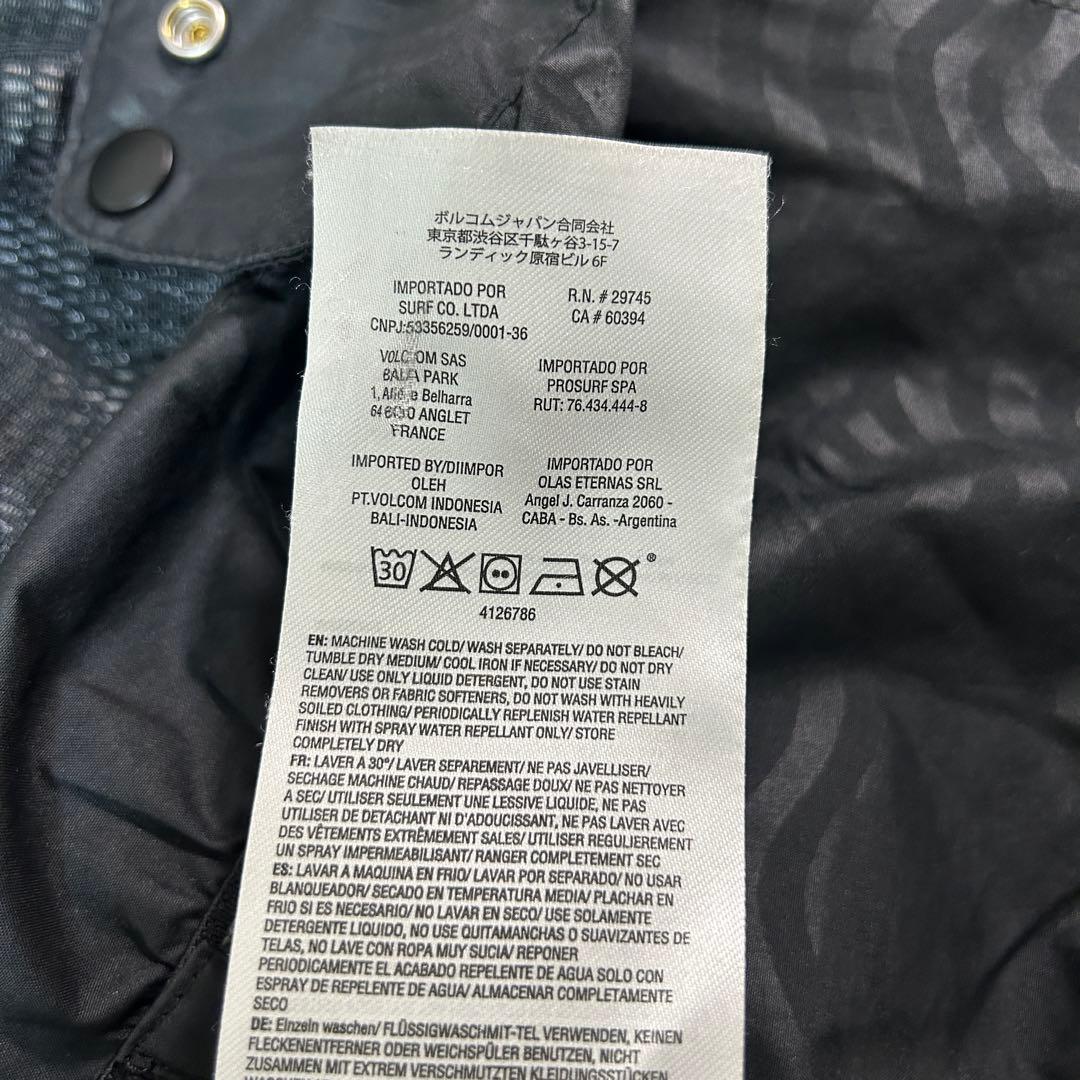 ボルコムジャパン合同会社
東京都渋谷区千駄ヶ谷3-15-7
ランディック原宿ビル 6F
IMPORTADO POR
SURF CO. LTDA
CNPJ:53356259/0001-36
R.N. # 29745
CA # 60394
VOLCOM SAS
PARK
1, Belharra
ANGLET
FRANCE
IMPORTADO POR
PROSURF SPA
RUT: 76.434.444-8
IMPORTED BY/DIIMPOR
OLEH
PT.VOLCOM INDONESIA
BALI-INDONESIA
IMPORTADO POR
OLAS ETERNAS SRL
Angel J. Carranza 2060 -
CABA - Bs. As. -Argentina
30
®
4126786
EN: MACHINE WASH COLD/ WASH SEPARATELY/ DO NOT BLEACH/
TUMBLE DRY MEDIUM/ COOL IRON IF NECESSARY/ DO NOT DRY
CLEAN/ USE ONLY LIQUID DETERGENT, DO NOT USE STAIN
REMOVERS OR FABRIC SOFTENERS, DO NOT WASH WITH HEAVILY
SOILED CLOTHING/ PERIODICALLY REPLENISH WATER REPELLANT
FINISH WITH SPRAY WATER REPELLANT ONLY/ STORE
COMPLETELY DRY
FR: LAVER A 30°/ LAVER SEPAREMENT/ NE PAS JAVELLISER/
SECHAGE MACHINE CHAUD/ REPASSAGE DOUX/ NE PAS NETTOYER
A SEC/ UTILISER SEULEMENT UNE LESSIVE LIQUIDE, NE PAS
UTILISER DE DETACHANT NI D'ADOUCISSANT, NE PAS LAVER AVEC
DES VÊTEMENTS EXTRÊMEMENT SALES/ UTILISER REGULIEREMENT
UN SPRAY IMPERMEABILISANT/ RANGER COMPLETEMENT SEC
ES: LAVAR A MAQUINA EN FRIO/ LAVAR POR SEPARADO/ NO USAR
BLANQUEADOR/ SECADO EN TEMPERATURA MEDIA/ PLACHAR EN
FRIO SI ES NECESARIO/ NO LAVAR EN SECO/ USE SOLAMENTE
DETERGENTE LIQUIDO, NO USE QUITAMANCHAS O SUAVIZANTES DE
TELAS, NO LAVE CON ROPA MUY SUCIA/ REPONER
PERIODICAMENTE EL ACABADO REPELENTE DE AGUA SOLO CON
ESPRAY DE REPELENTE DE AGUA/ ALMACENAR COMPLETAMENTE
SECO
DE: Einzeln waschen/ FLÜSSIGWASCHMIT-TEL VERWENDEN, KEINEN
FLECKENENTFERNER ODER WEICHSPÜLER BENUTZEN, NICHT
ZUSAMMEN MIT EXTREM VERSCHMUTZTEN KLEIDUNGSSTÜCKEN